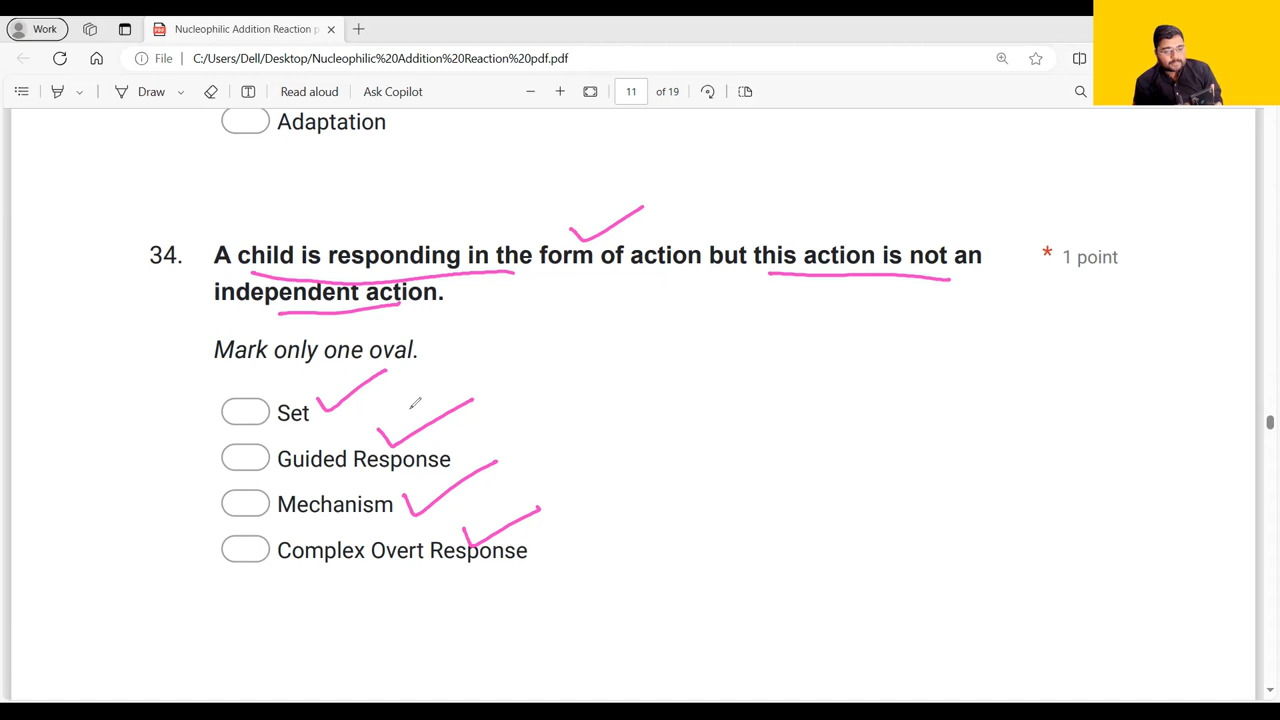 Work
Nucleophilic Addition Reaction p
File
C:/Users/Dell/Desktop/Nucleophilic%20Addition%20Reaction%20pdf.pdf
Draw
Read aloud
Ask Copilot
11 of 19
Adaptation
34. A child is responding in the form of action but this action is not an * 1 point
independent action.
Mark only one oval.
Set
Guided Response
Mechanism
Complex Overt Response